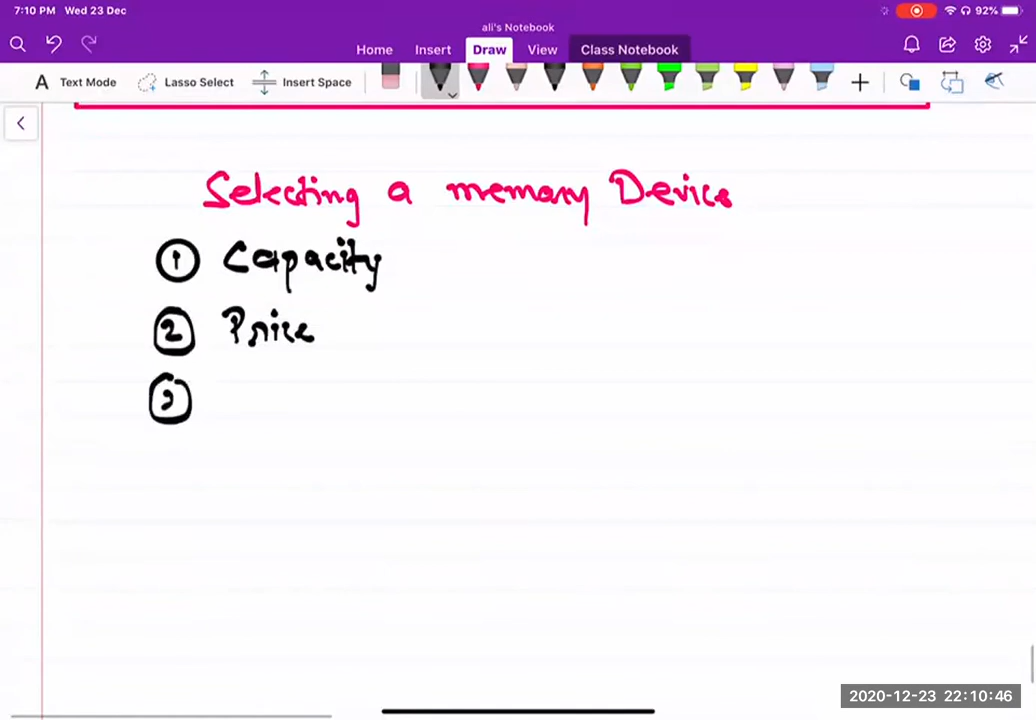 7:10 PM Wed 23 Dec 92%
ali's Notebook
Home Insert Draw View Class Notebook
A Text Mode Lasso Select Insert Space
Selecting a memory Device
1 Capacity
2 Price
3
2020-12-23 22:10:46